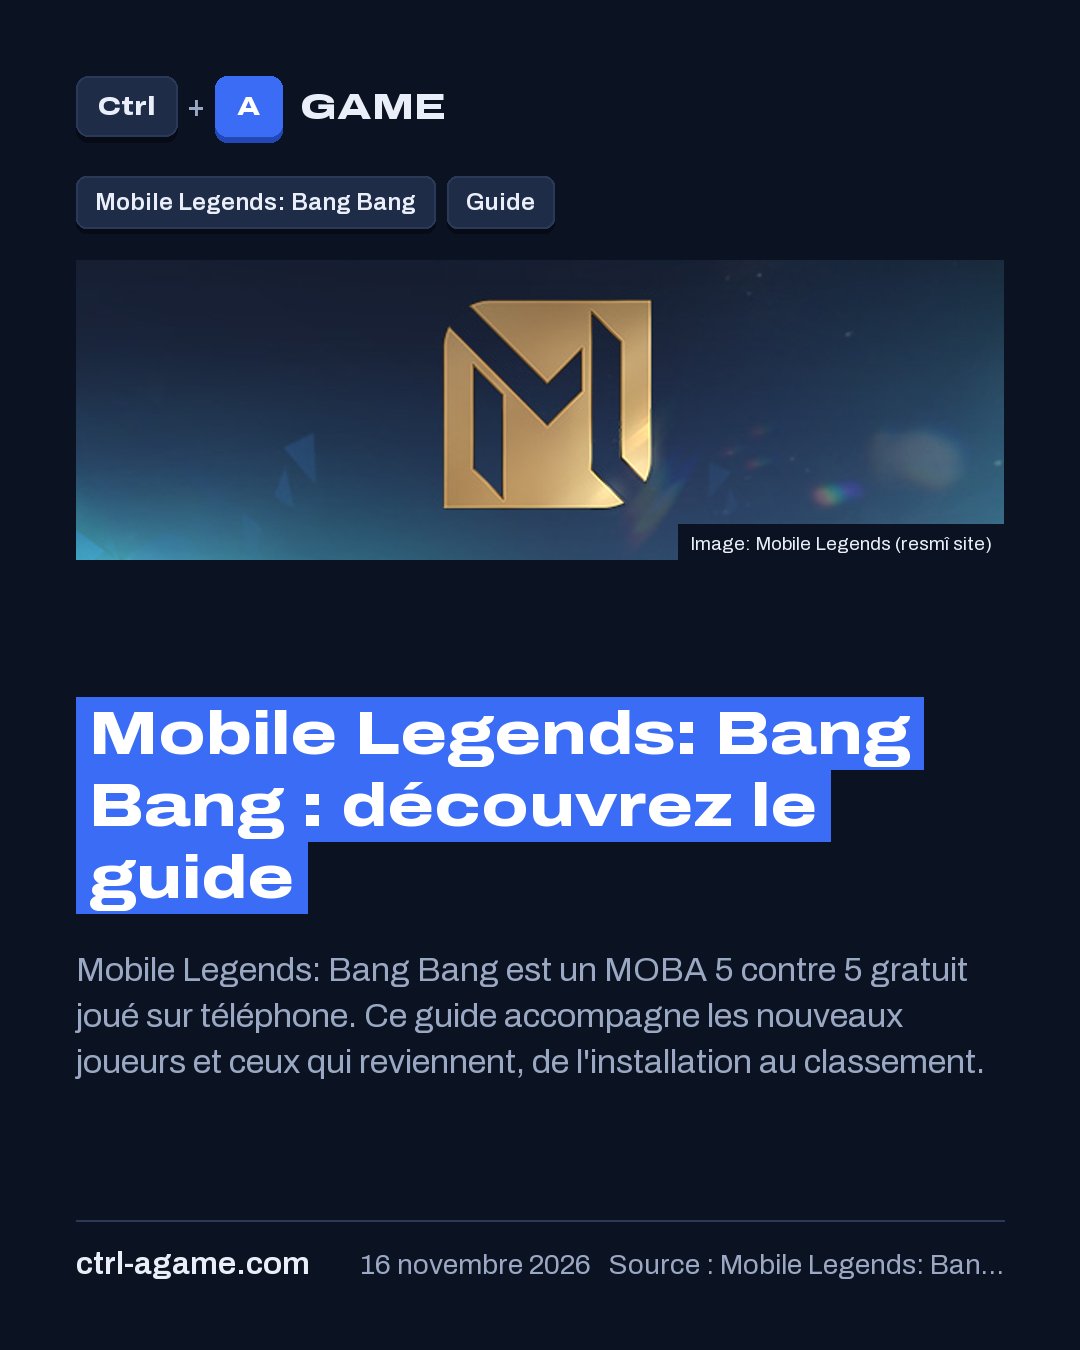 Ctrl + A GAME
Mobile Legends: Bang Bang Guide
Image: Mobile Legends (resmî site)
Mobile Legends: Bang
Bang : découvrez le
guide
Mobile Legends: Bang Bang est un MOBA 5 contre 5 gratuit
joué sur téléphone. Ce guide accompagne les nouveaux
joueurs et ceux qui reviennent, de l'installation au classement.
ctrl-agame.com 16 novembre 2026 Source : Mobile Legends: Ban...